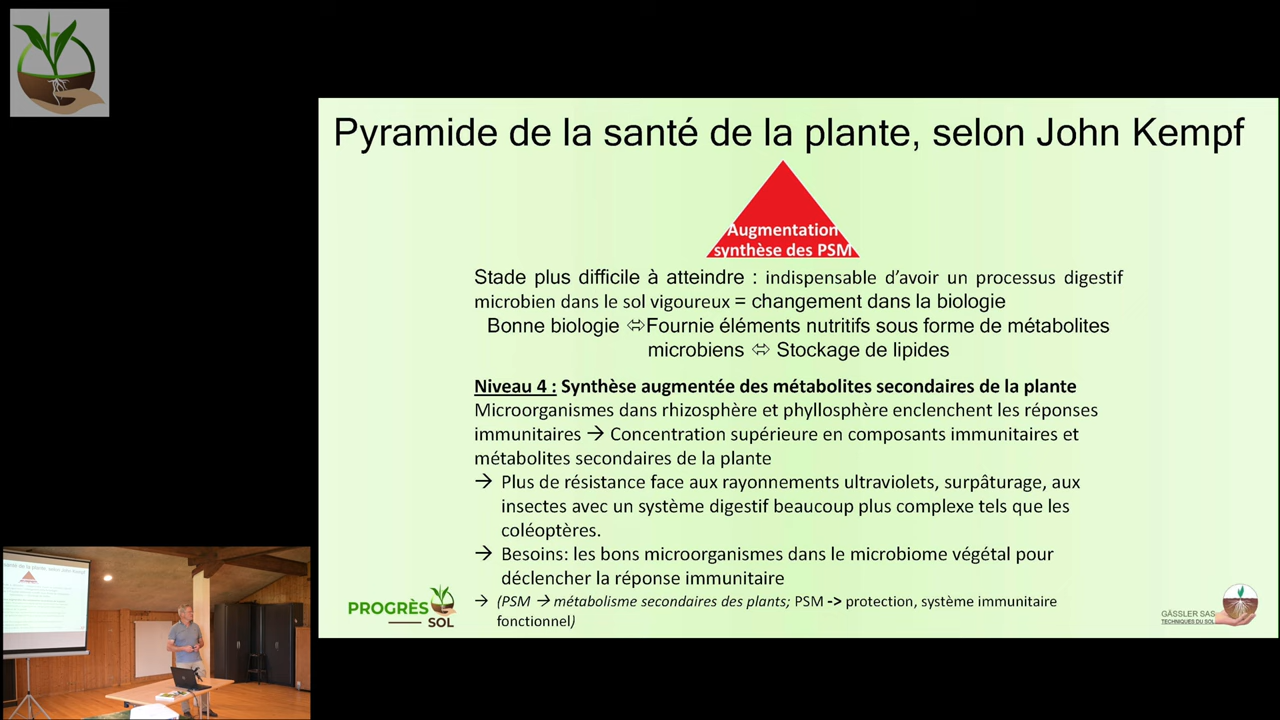 Pyramide de la santé de la plante, selon John Kempf
Augmentation
synthèse des PSM
Stade plus difficile à atteindre : indispensable d’avoir un processus digestif
microbien dans le sol vigoureux = changement dans la biologie
Bonne biologie ⬄Fournie éléments nutritifs sous forme de métabolites
microbiens ⬄ Stockage de lipides
Niveau 4 : Synthèse augmentée des métabolites secondaires de la plante
Microorganismes dans rhizosphère et phyllosphère enclenchent les réponses
immunitaires → Concentration supérieure en composants immunitaires et
métabolites secondaires de la plante
→ Plus de résistance face aux rayonnements ultraviolets, surpâturage, aux
insectes avec un système digestif beaucoup plus complexe tels que les
coléoptères.
→ Besoins: les bons microorganismes dans le microbiome végétal pour
déclencher la réponse immunitaire
→ (PSM → métabolisme secondaires des plants; PSM -> protection, système immunitaire
fonctionnel)
PROGRÈS
SOL
GÄSSLER SAS
TECHNIQUES DU SOL